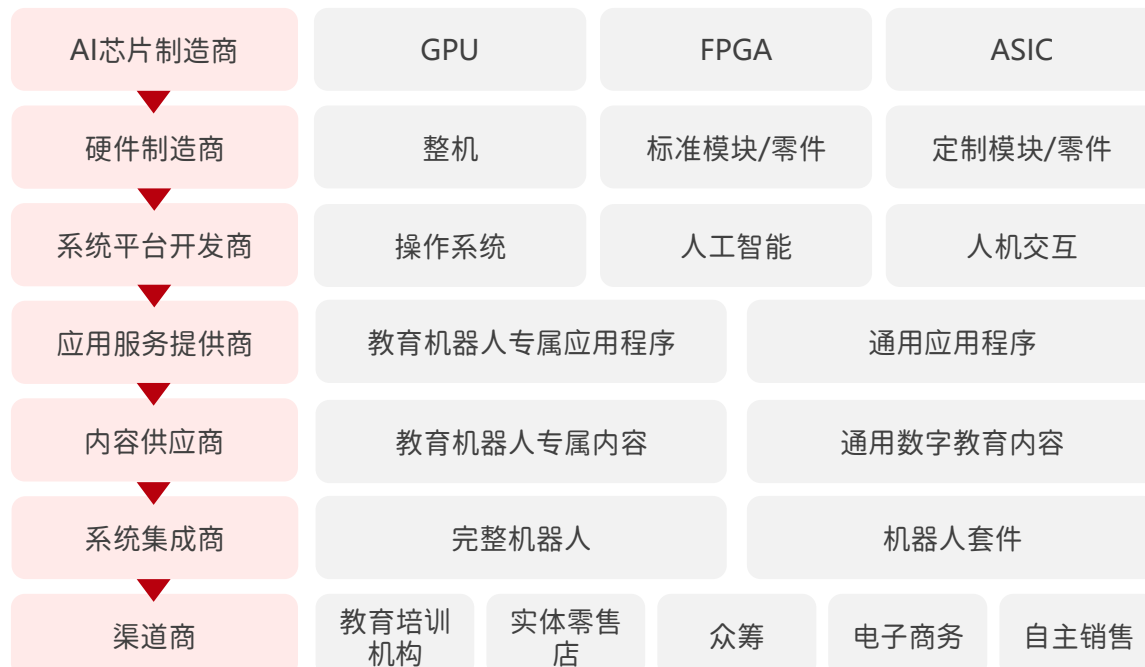 AI芯片制造商
GPU
FPGA
ASIC
硬件制造商
整机
标准模块/零件
定制模块/零件
系统平台开发商
操作系统
人工智能
人机交互
应用服务提供商
教育机器人专属应用程序
通用应用程序
内容供应商
教育机器人专属内容
通用数字教育内容
系统集成商
完整机器人
机器人套件
渠道商
教育培训
机构
实体零售
店
众筹
电子商务
自主销售